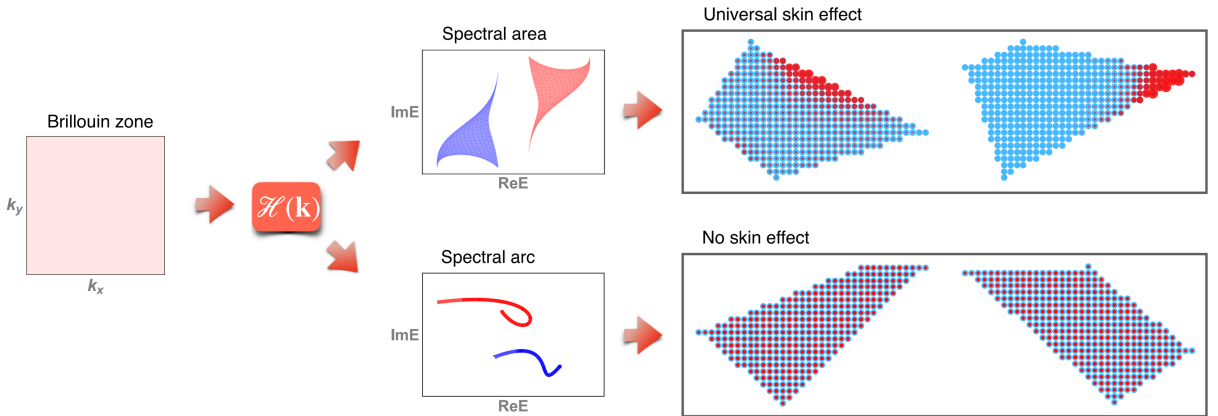 Spectral area
Universal skin effect
ImE
Brillouin zone
ReE
k_y
ℋ(k)
No skin effect
Spectral arc
k_x
ImE
ReE